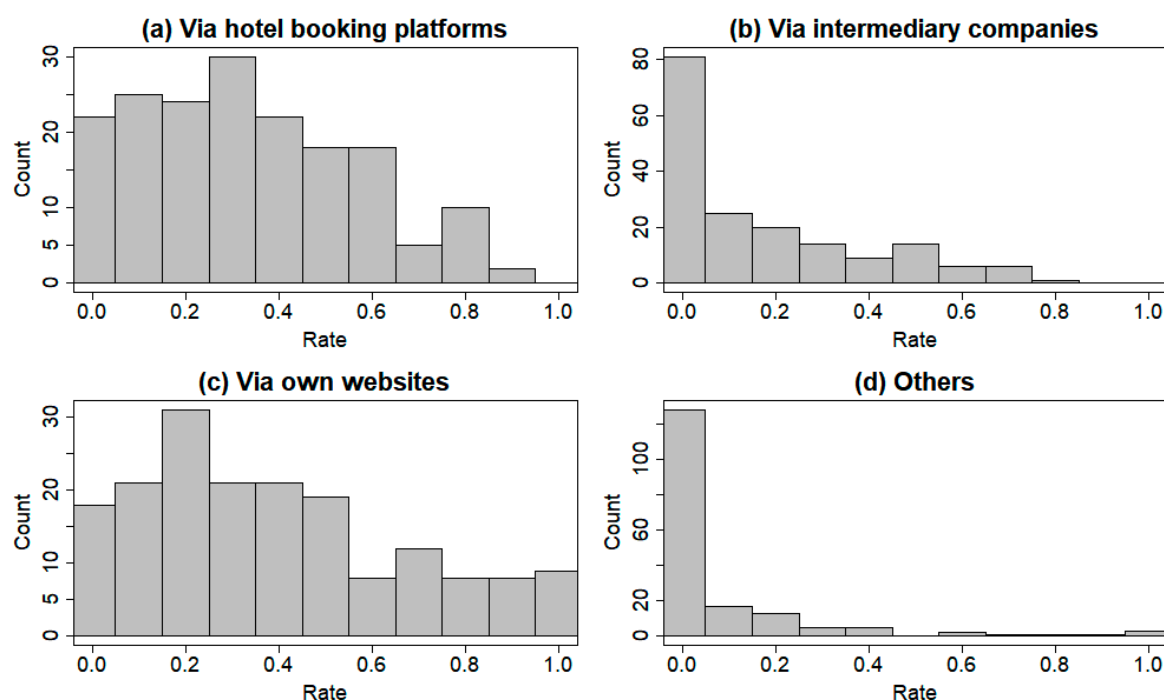 (a) Via hotel booking platforms
30
20
10
5
0
Count
0.0 0.2 0.4 0.6 0.8 1.0
Rate
(b) Via intermediary companies
80
60
40
20
0
Count
0.0 0.2 0.4 0.6 0.8 1.0
Rate
(c) Via own websites
30
20
10
5
0
Count
0.0 0.2 0.4 0.6 0.8 1.0
Rate
(d) Others
100
60
20
0
Count
0.0 0.2 0.4 0.6 0.8 1.0
Rate